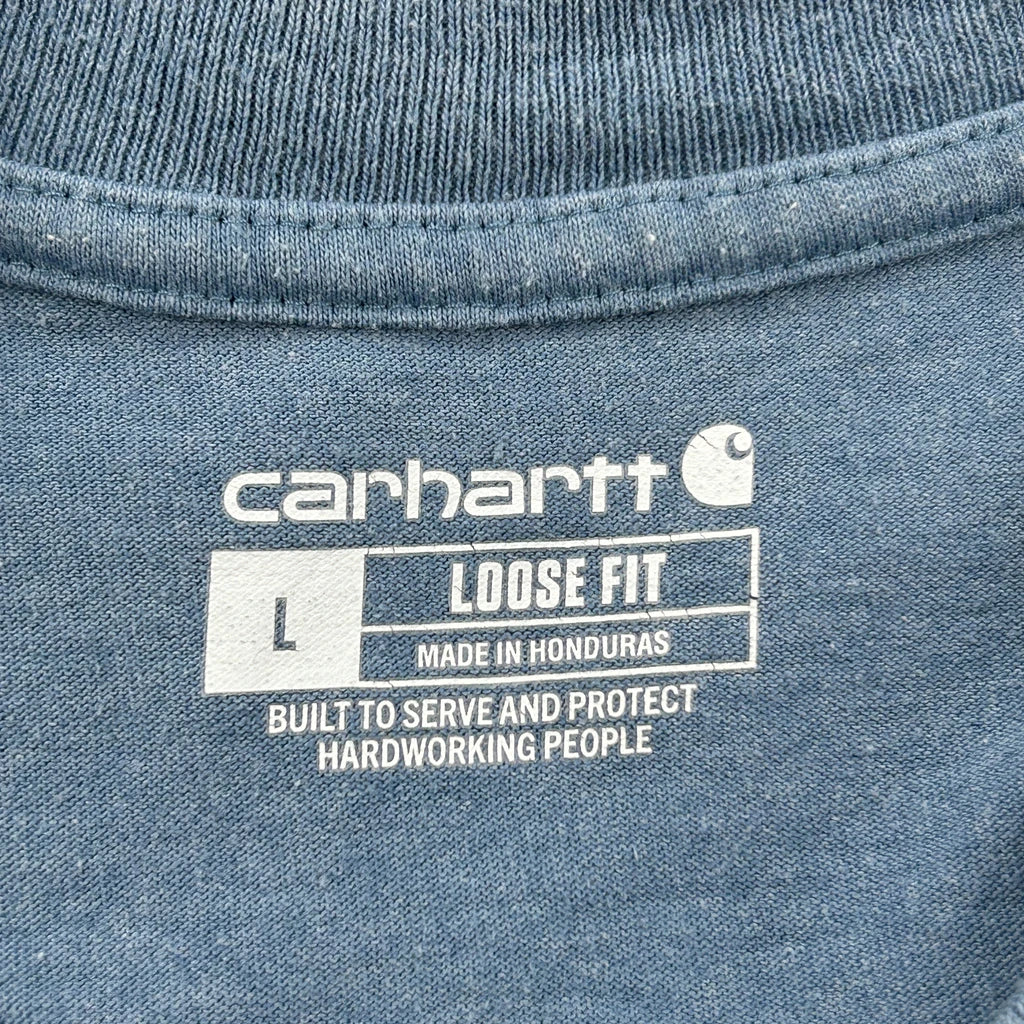 carhartt
L
LOOSE FIT
MADE IN HONDURAS
BUILT TO SERVE AND PROTECT
HARDWORKING PEOPLE